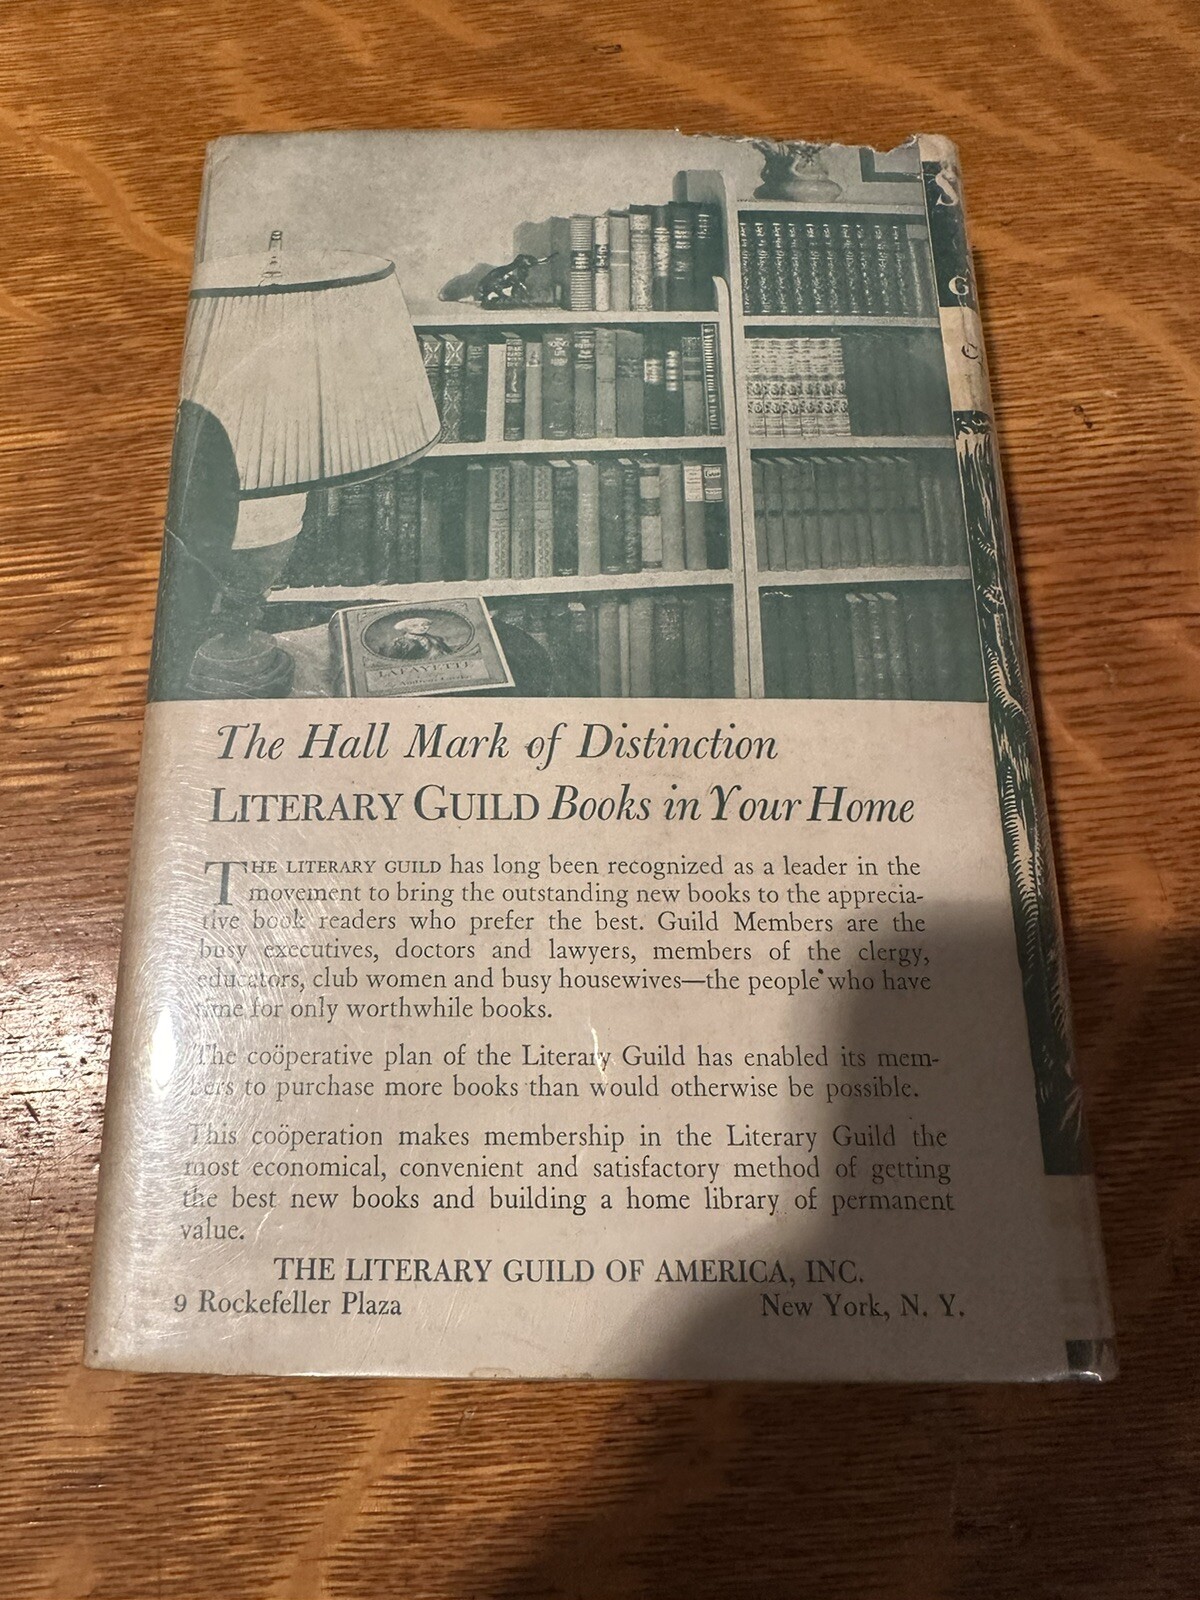 S
G
C
LAFAYETTE
The Hall Mark of Distinction
LITERARY GUILD Books in Your Home
THE LITERARY GUILD has long been recognized as a leader in the
movement to bring the outstanding new books to the apprecia-
tive book readers who prefer the best. Guild Members are the
busy executives, doctors and lawyers, members of the clergy,
educators, club women and busy housewives—the people who have
time for only worthwhile books.
The coöperative plan of the Literary Guild has enabled its mem-
bers to purchase more books than would otherwise be possible.
This coöperation makes membership in the Literary Guild the
most economical, convenient and satisfactory method of getting
the best new books and building a home library of permanent
value.
THE LITERARY GUILD OF AMERICA, INC.
9 Rockefeller Plaza New York, N. Y.